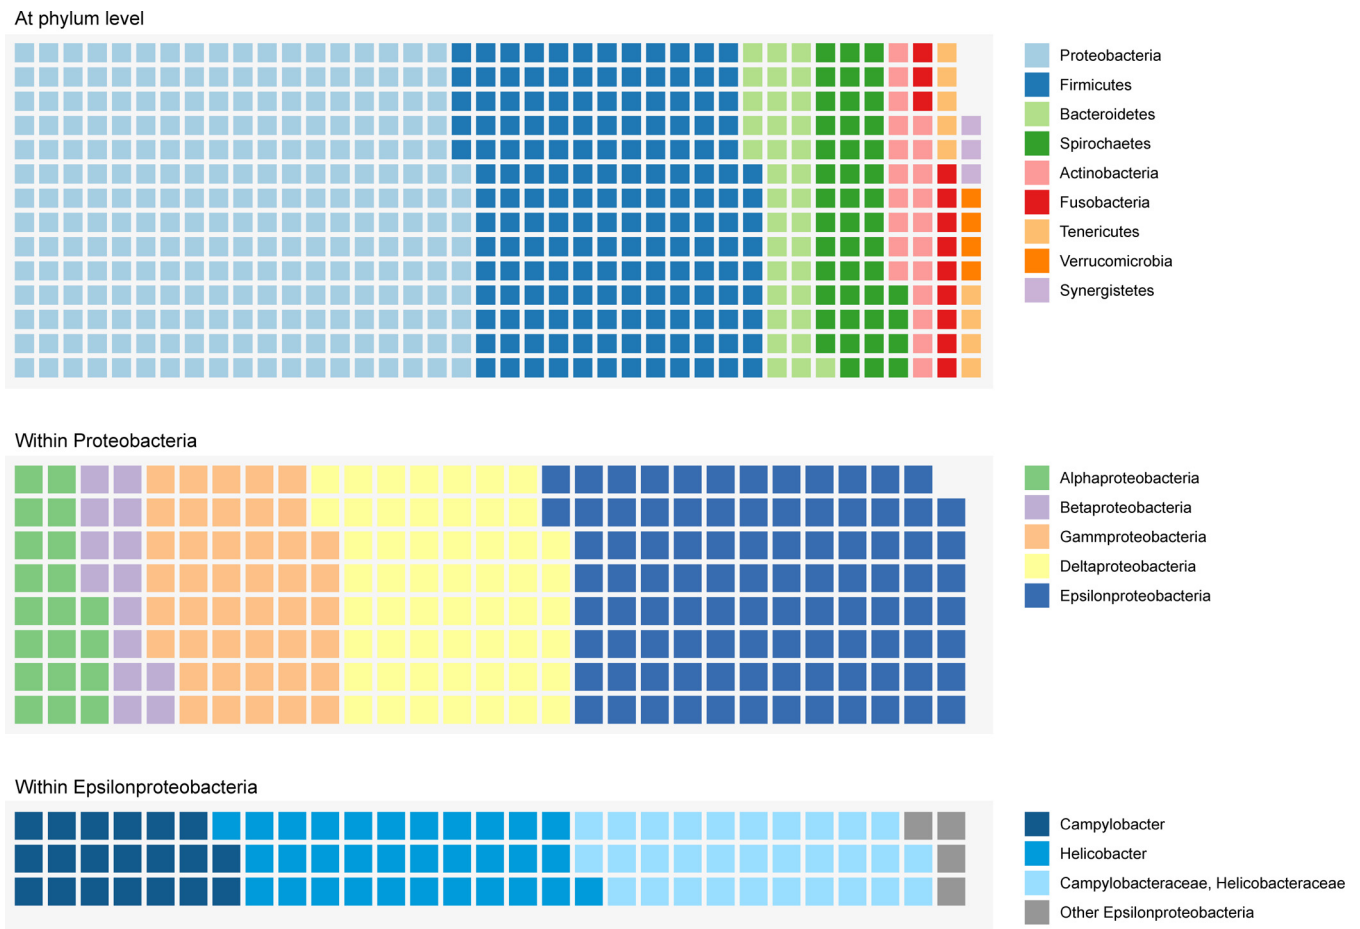 At phylum level
Proteobacteria
Firmicutes
Bacteroidetes
Spirochaetes
Actinobacteria
Fusobacteria
Tenericutes
Verrucomicrobia
Synergistetes
Within Proteobacteria
Alphaproteobacteria
Betaproteobacteria
Gammproteobacteria
Deltaproteobacteria
Epsilonproteobacteria
Within Epsilonproteobacteria
Campylobacter
Helicobacter
Campylobacteraceae, Helicobacteraceae
Other Epsilonproteobacteria